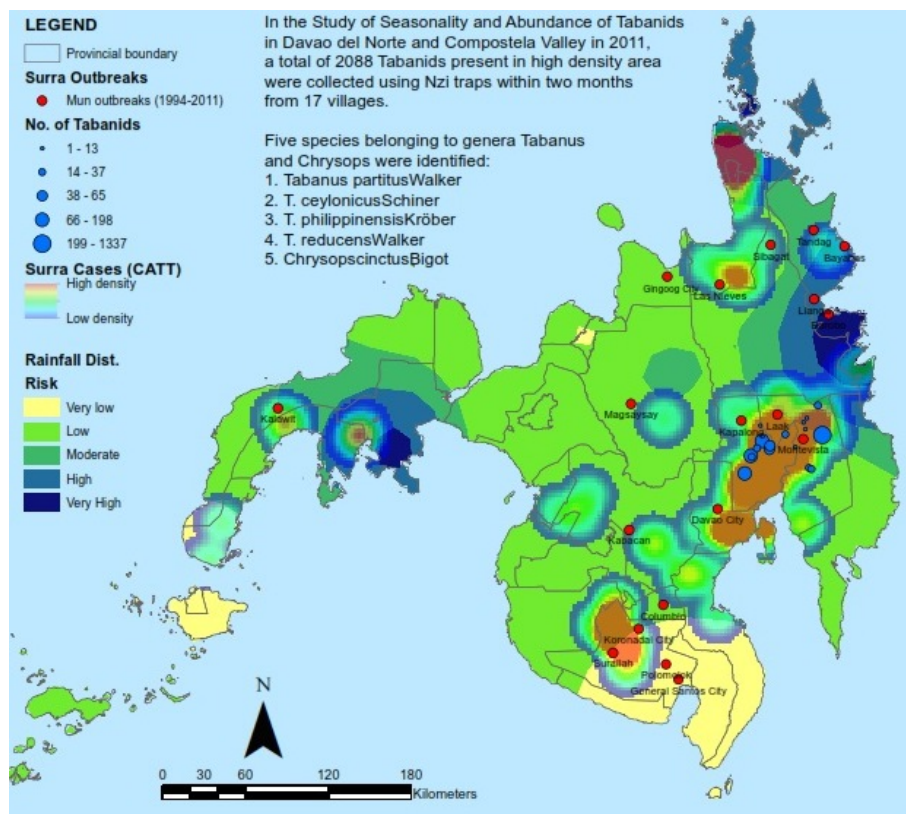 LEGEND
Provincial boundary
Surra Outbreaks
Mun outbreaks (1994-2011)
No. of Tabanids
1 - 13
14 - 37
38 - 65
66 - 198
199 - 1337
Surra Cases (CATT)
High density
Low density
Rainfall Dist.
Risk
Very low
Low
Moderate
High
Very High
In the Study of Seasonality and Abundance of Tabanids
in Davao del Norte and Compostela Valley in 2011,
a total of 2088 Tabanids present in high density area
were collected using Nzi traps within two months
from 17 villages.
Five species belonging to genera Tabanus
and Chrysops were identified:
1. Tabanus partitusWalker
2. T. ceylonicusSchiner
3. T. philippinensisKröber
4. T. reducensWalker
5. ChrysopscinctusBigot
Tandag
Sibagat
Bayabas
Gingoog City
Las Nieves
Kalawit
Magsaysay
Kapalong
Laak
Montevista
Davao City
Kabacan
Columbio
Koronadal City
Surallah
Polomolok
General Santos City
N
0 30 60 120 180
Kilometers